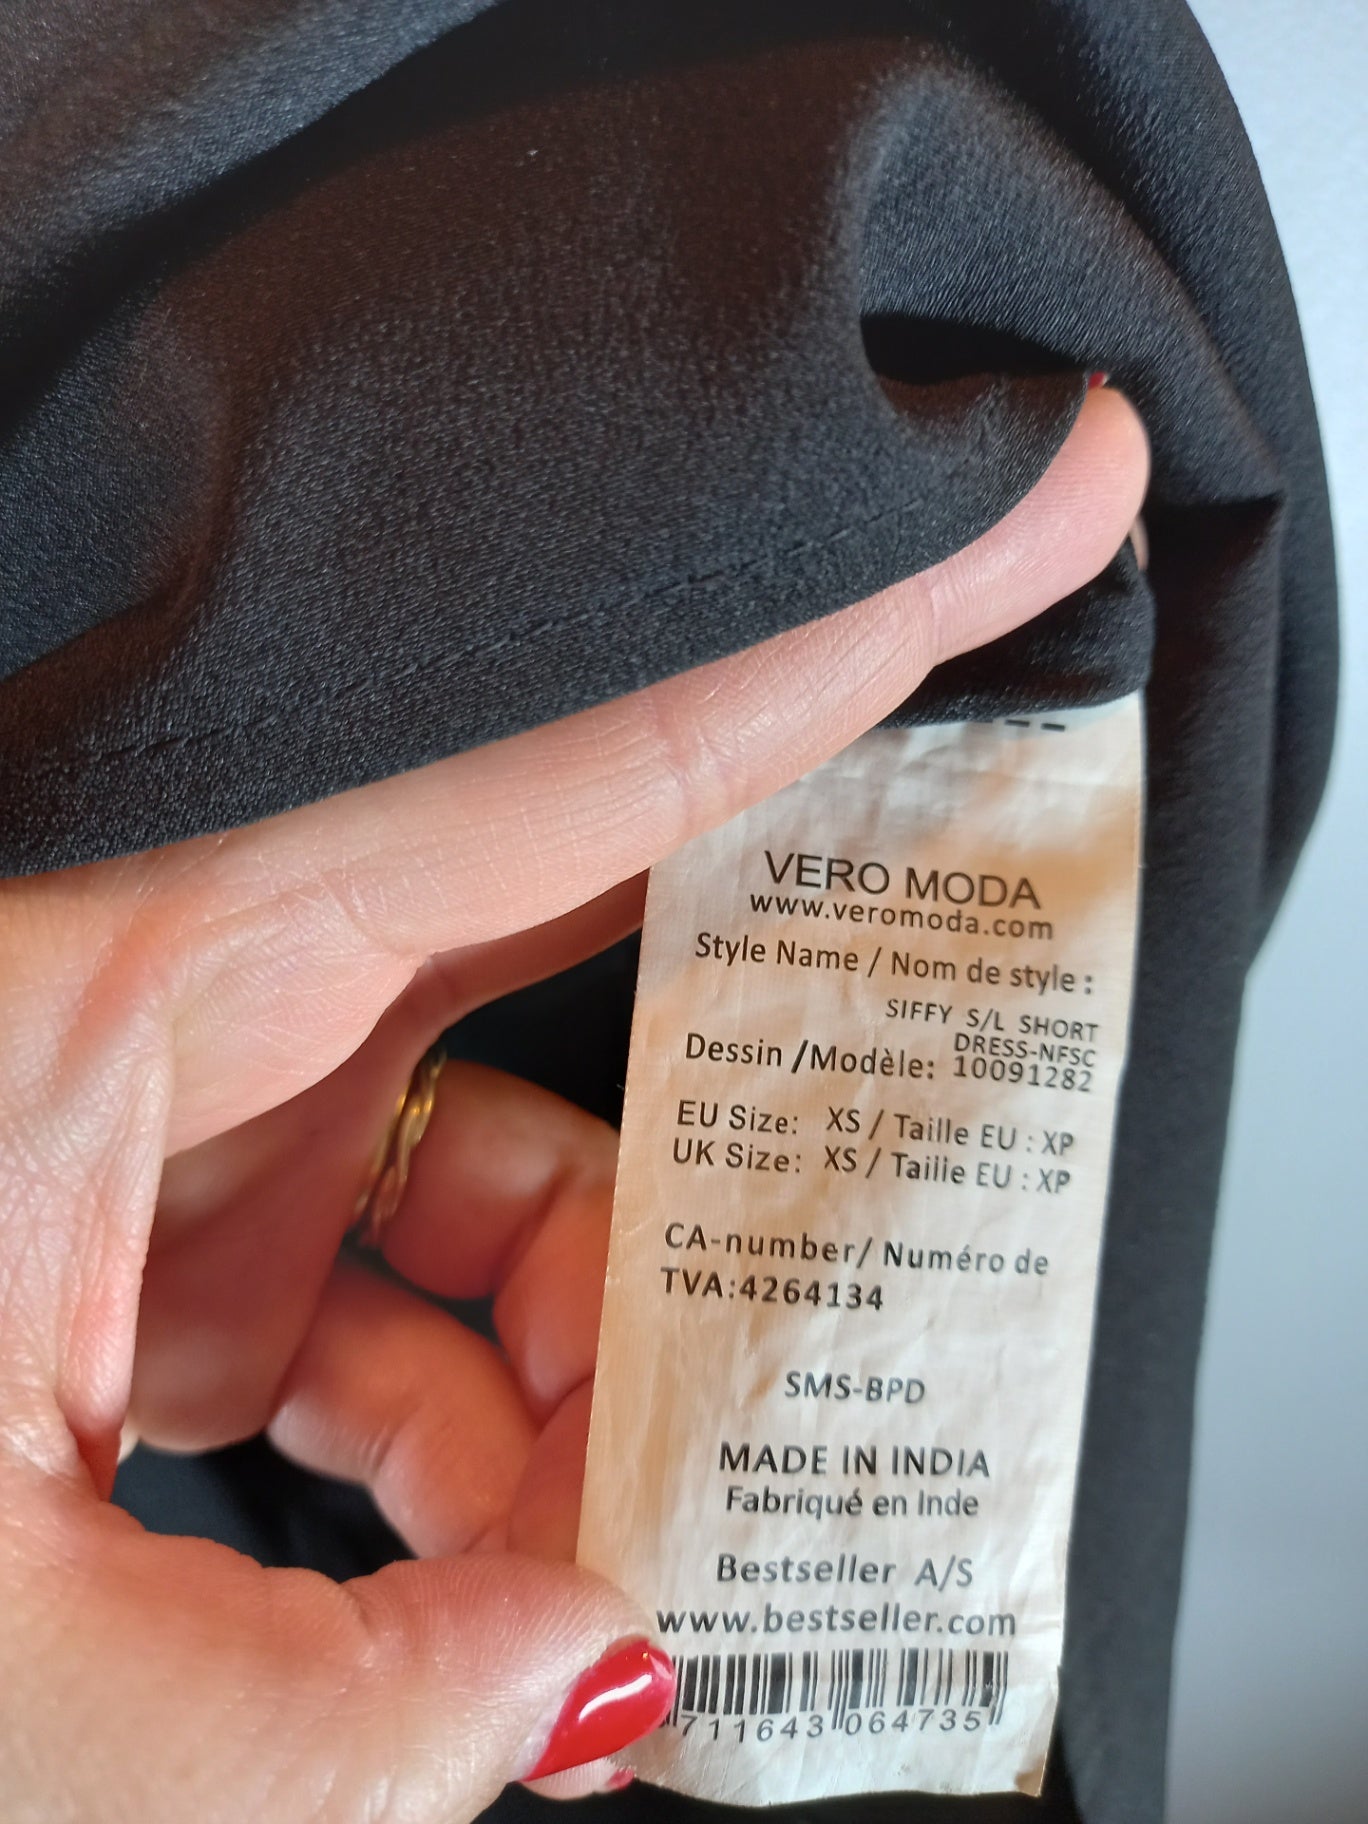 VERO MODA
www.veromoda.com
Style Name / Nom de style :
SIFFY S/L SHORT
DRESS-NFSC
Dessin /Modèle: 10091282
EU Size: XS / Taille EU : XP
UK Size: XS / Taille EU : XP
CA-number/ Numéro de
TVA:4264134
SMS-BPD
MADE IN INDIA
Fabriqué en Inde
Bestseller A/S
www.bestseller.com
711643 064735